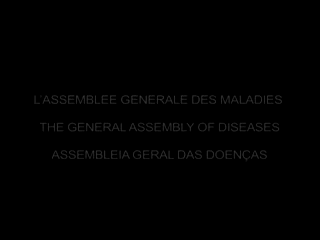 L'ASSEMBLEE GENERALE DES MALADIES
THE GENERAL ASSEMBLY OF DISEASES
ASSEMBLEIA GERAL DAS DOENÇAS